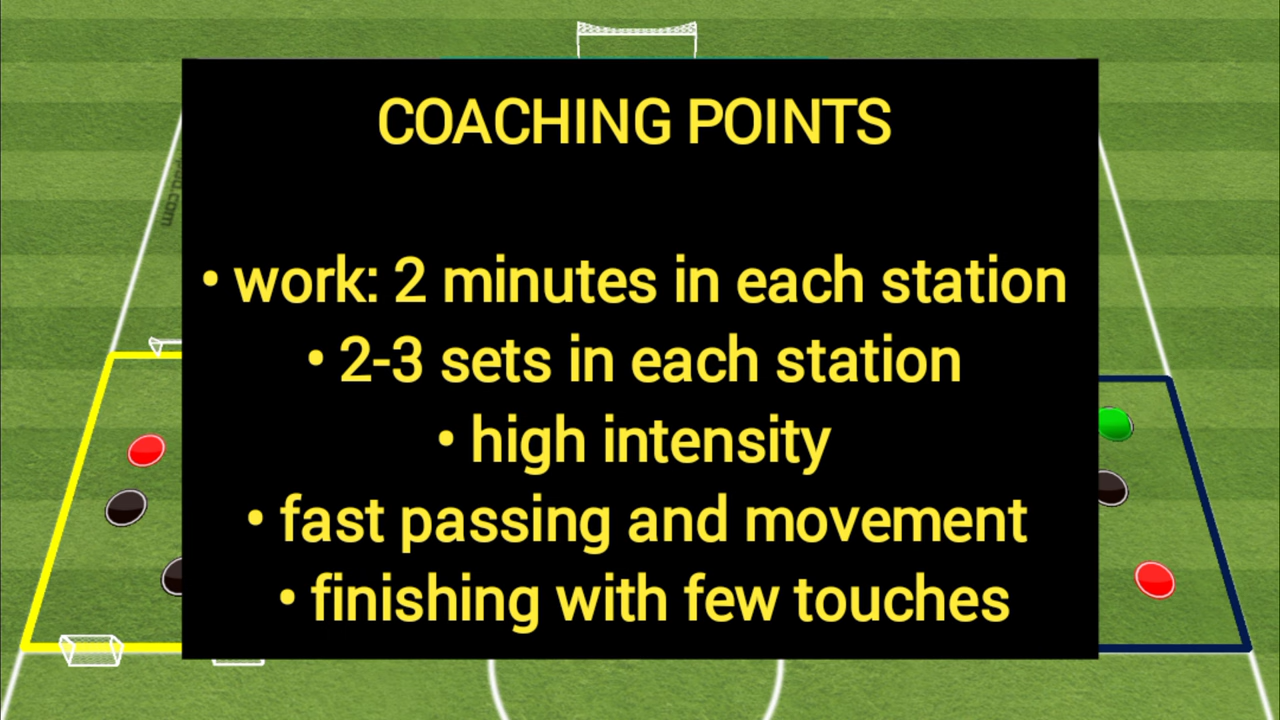 COACHING POINTS
• work: 2 minutes in each station
• 2-3 sets in each station
• high intensity
• fast passing and movement
• finishing with few touches